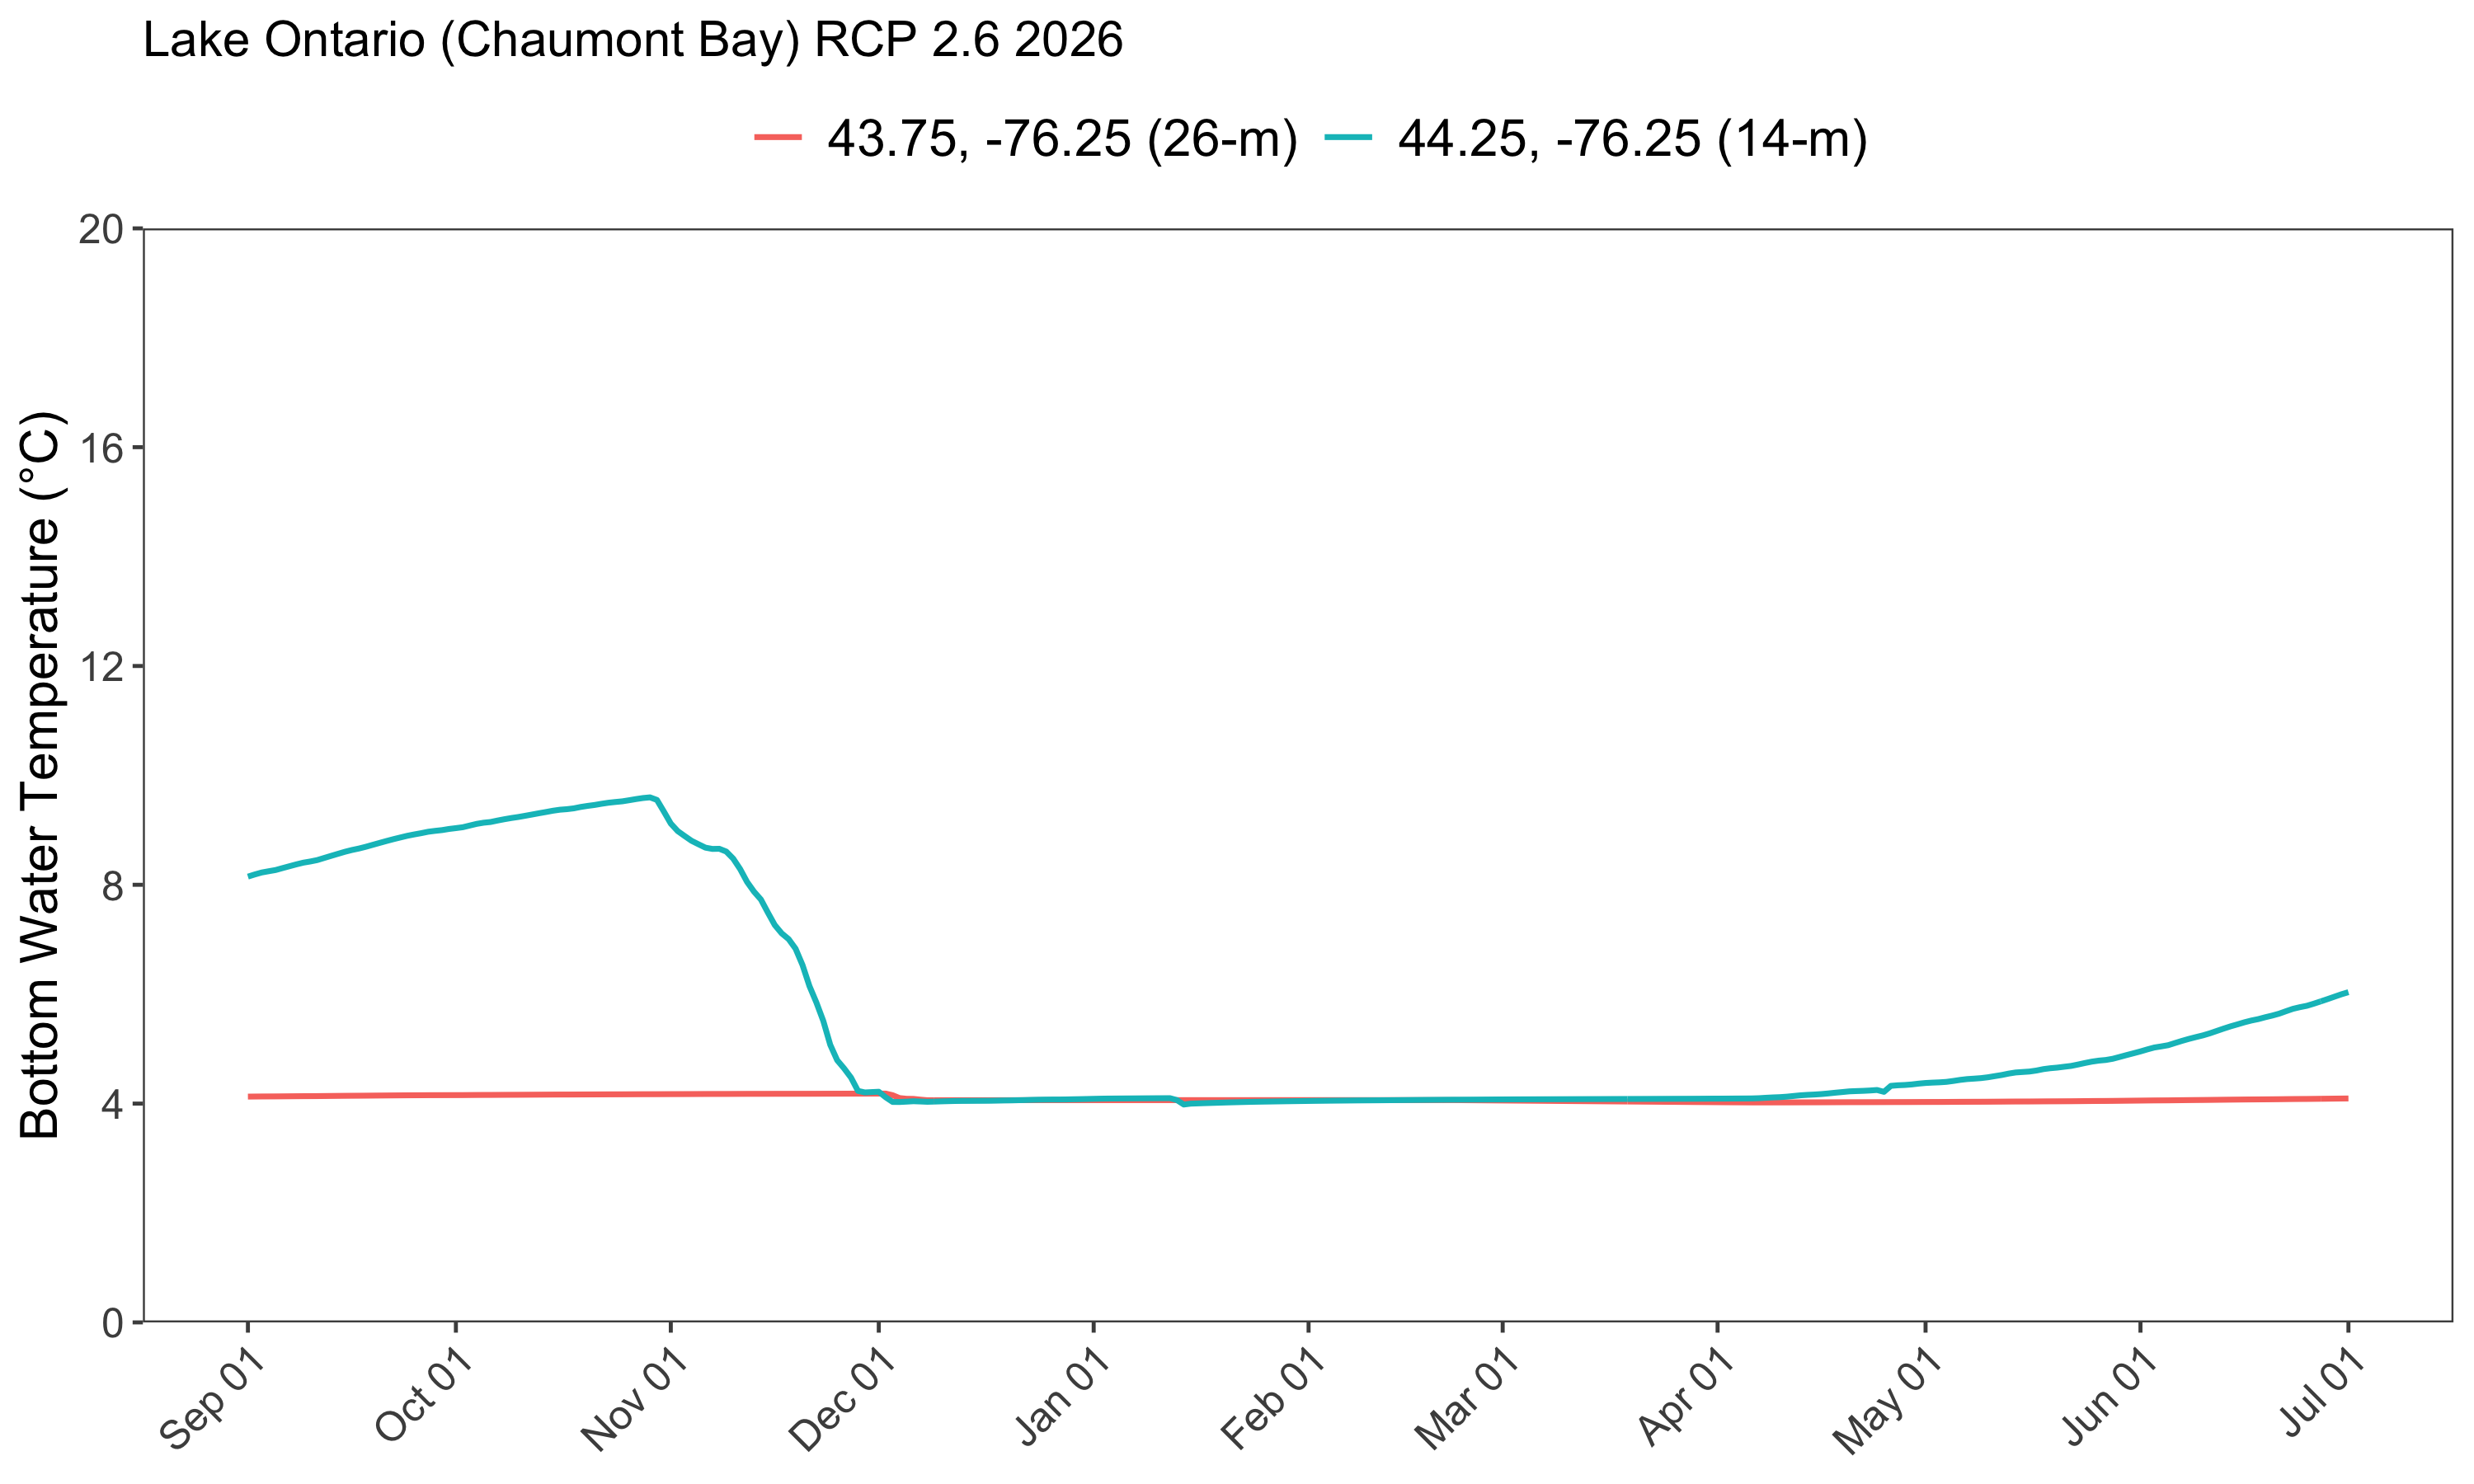 Lake Ontario (Chaumont Bay) RCP 2.6 2026
43.75, -76.25 (26-m) 44.25, -76.25 (14-m)
Bottom Water Temperature (°C)
20
16
12
8
4
0
Sep 01 Oct 01 Nov 01 Dec 01 Jan 01 Feb 01 Mar 01 Apr 01 May 01 Jun 01 Jul 01